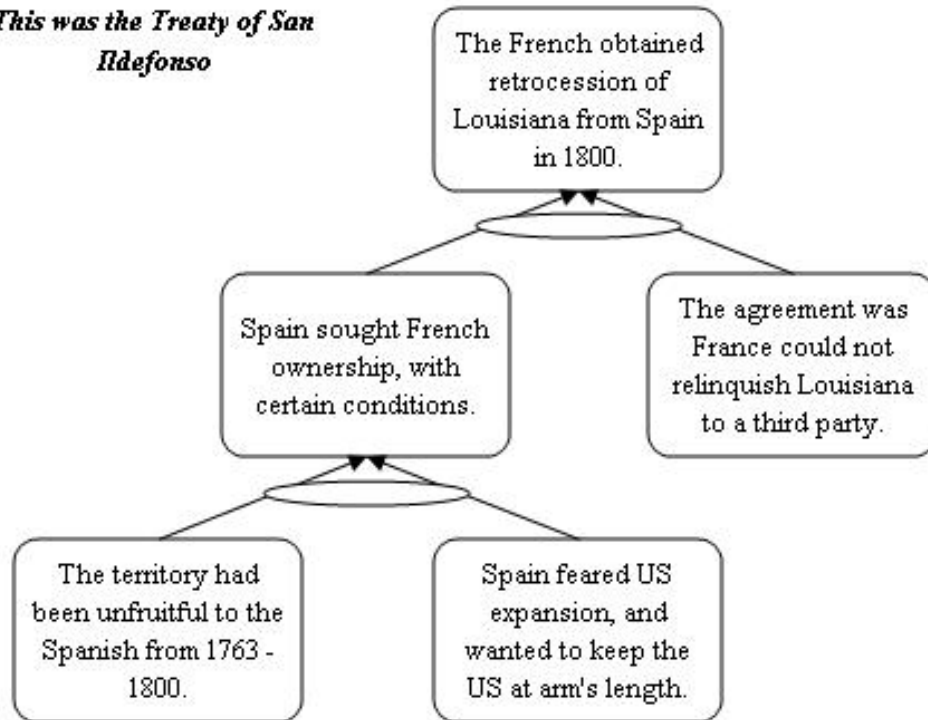 This was the Treaty of San
Ildefonso
The French obtained
retrocession of
Louisiana from Spain
in 1800.
Spain sought French
ownership, with
certain conditions.
The agreement was
France could not
relinquish Louisiana
to a third party.
The territory had
been unfruitful to the
Spanish from 1763 -
1800.
Spain feared US
expansion, and
wanted to keep the
US at arm's length.